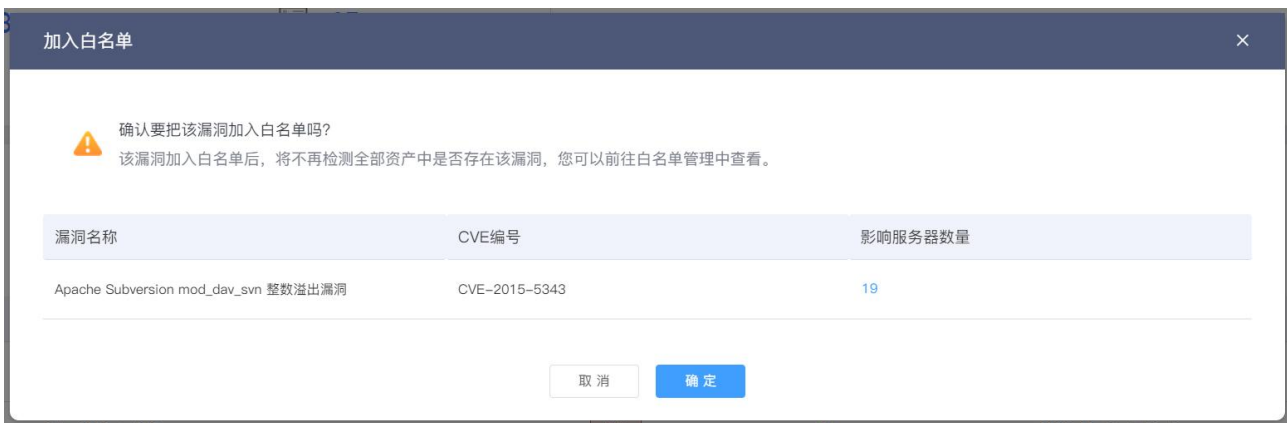 加入白名单
确认要把该漏洞加入白名单吗?
该漏洞加入白名单后，将不再检测全部资产中是否存在该漏洞，您可以前往白名单管理中查看。
漏洞名称 CVE编号 影响服务器数量
Apache Subversion mod_dav_svn 整数溢出漏洞 CVE-2015-5343 19
取消 确定